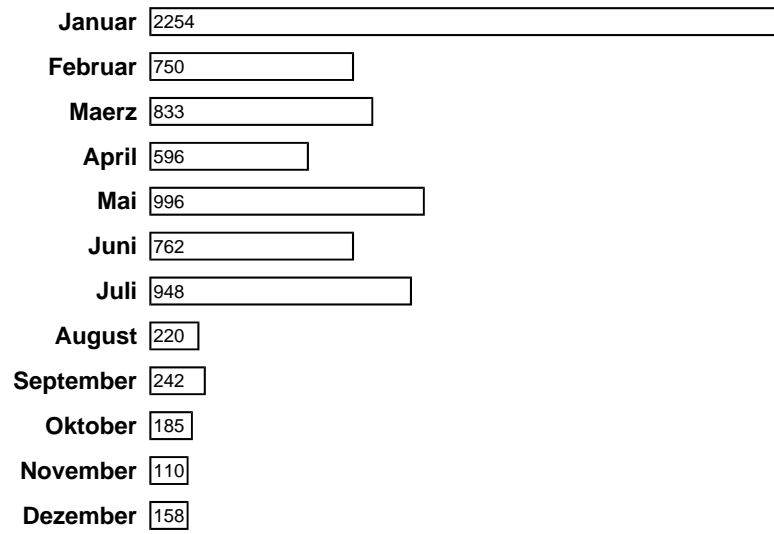 Januar 2254
Februar 750
Maerz 833
April 596
Mai 996
Juni 762
Juli 948
August 220
September 242
Oktober 185
November 110
Dezember 158